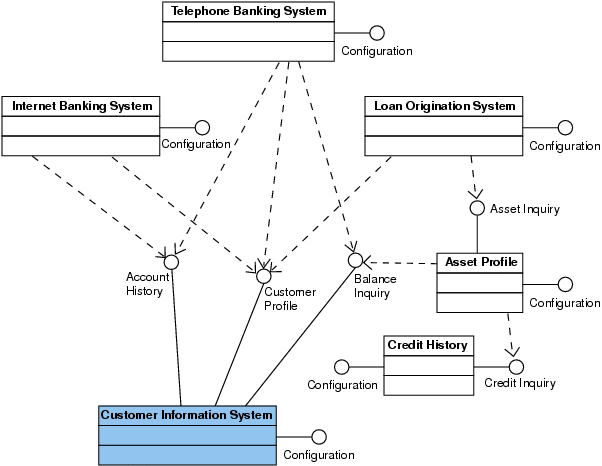 Telephone Banking System
Configuration
Internet Banking System
Configuration
Loan Origination System
Configuration
Asset Inquiry
Account
History
Customer
Profile
Balance
Inquiry
Asset Profile
Configuration
Credit History
Configuration
Credit Inquiry
Customer Information System
Configuration